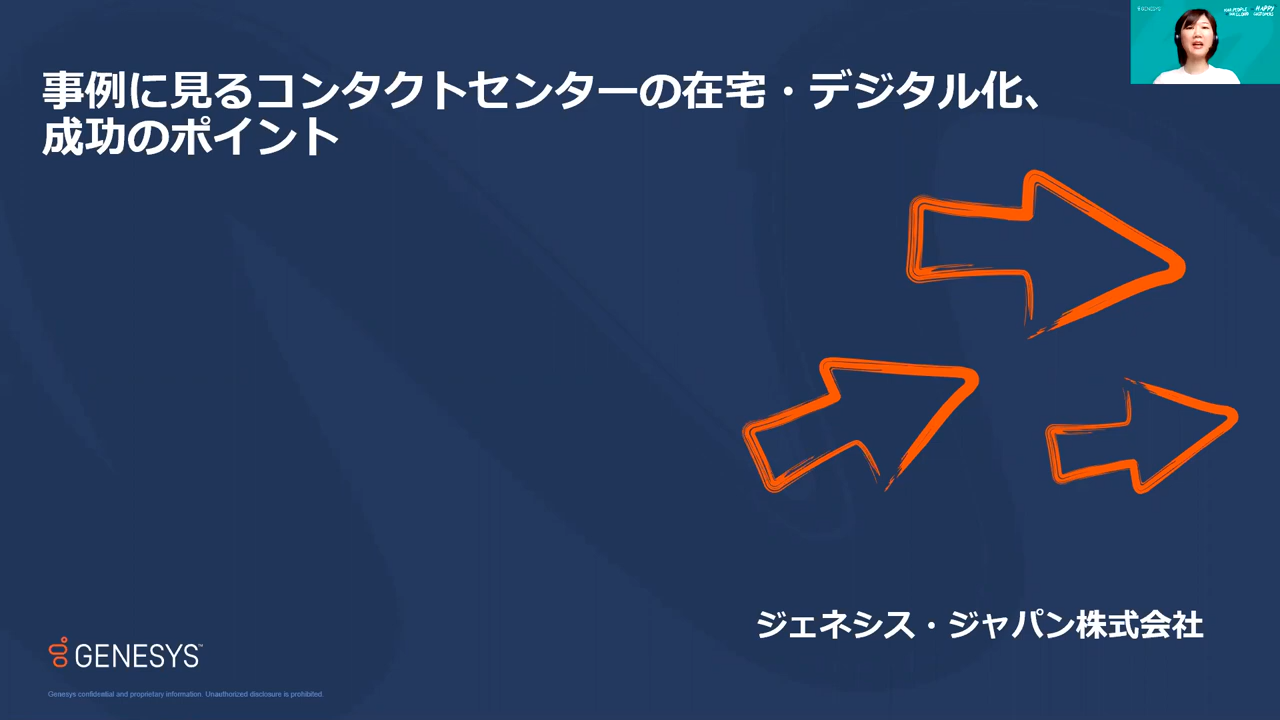 事例に見るコンタクトセンターの在宅・デジタル化、
成功のポイント
ジェネシス・ジャパン株式会社
GENESYS™
Genesys confidential and proprietary information. Unauthorized disclosure is prohibited.
GENESYS